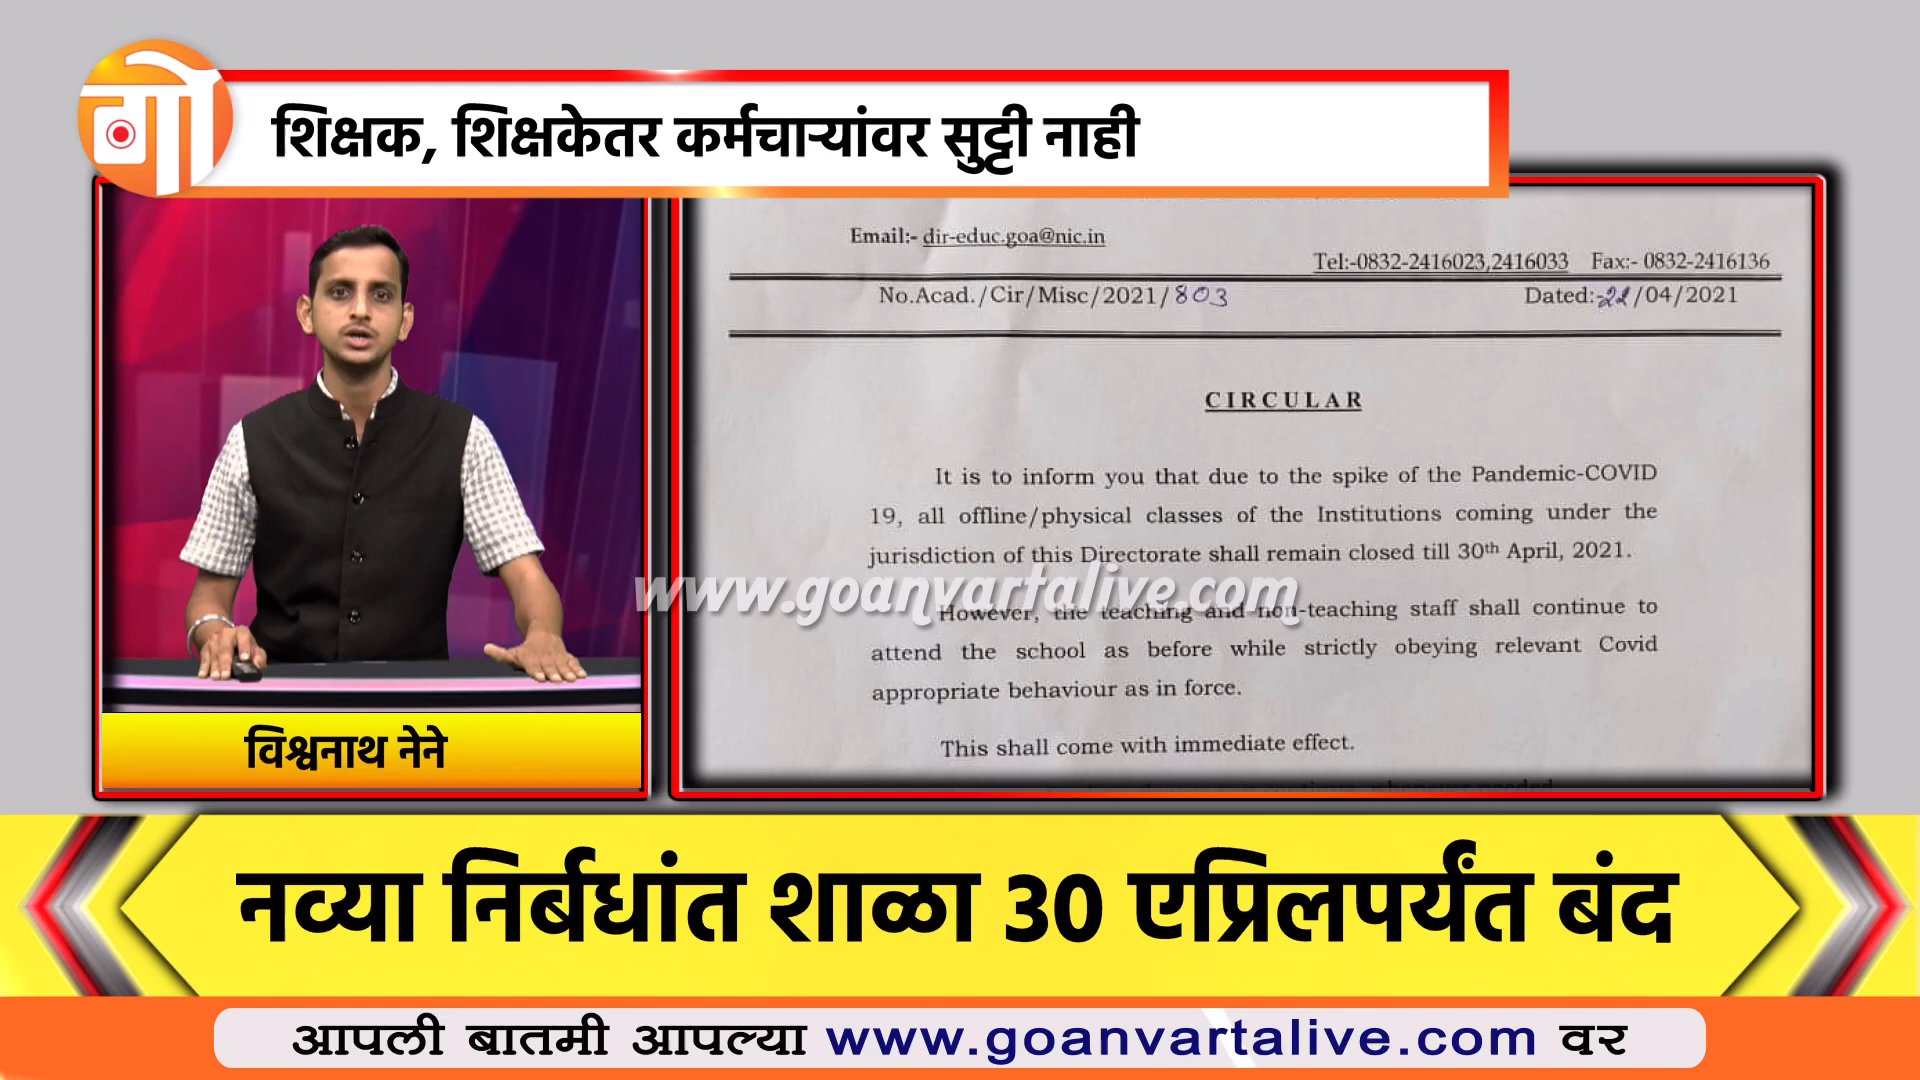 गो
शिक्षक, शिक्षकेतर कर्मचाऱ्यांवर सुट्टी नाही
Email:- dir-educ.goa@nic.in
Tel:-0832-2416023,2416033 Fax:- 0832-2416136
No.Acad./Cir/Misc/2021/803 Dated:-22/04/2021
CIRCULAR
It is to inform you that due to the spike of the Pandemic-COVID
19, all offline/physical classes of the Institutions coming under the
jurisdiction of this Directorate shall remain closed till 30th April, 2021.
However, the teaching and non-teaching staff shall continue to
attend the school as before while strictly obeying relevant Covid
appropriate behaviour as in force.
This shall come with immediate effect.
www.goanvartalive.com
विश्वनाथ नेने
नव्या निर्बधांत शाळा 30 एप्रिलपर्यंत बंद
आपली बातमी आपल्या www.goanvartalive.com वर